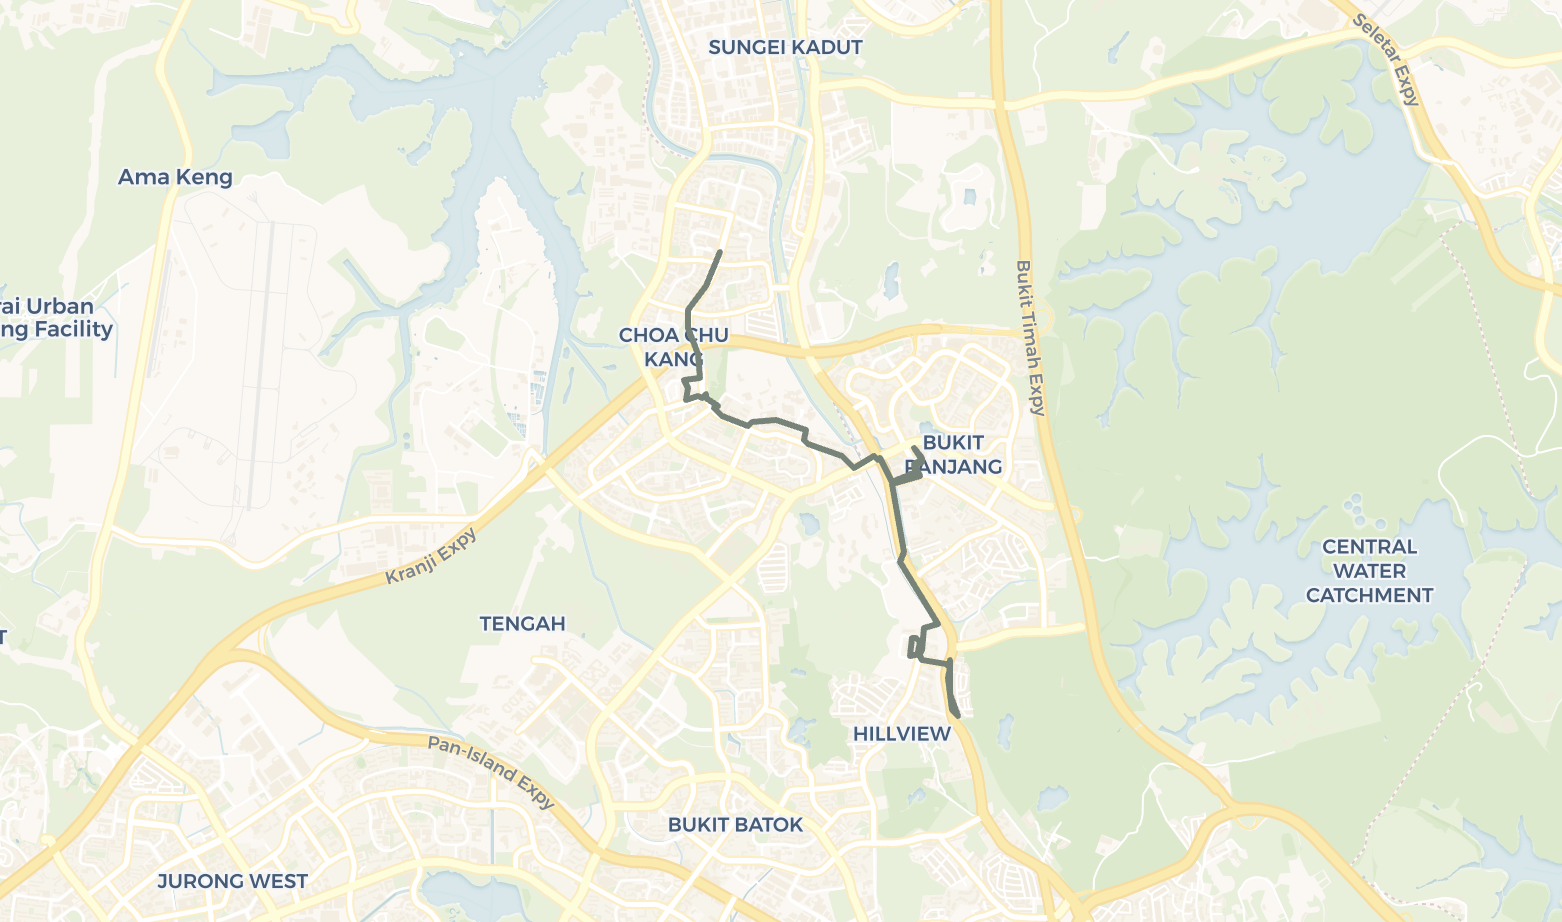 SUNGEI KADUT
Seletar Expy
Ama Keng
Bukit Timah Expy
rai Urban
ng Facility
CHOA CHU
KANG
BUKIT
PANJANG
Kranji Expy
CENTRAL
WATER
CATCHMENT
TENGAH
T
HILLVIEW
Pan-Island Expy
BUKIT BATOK
JURONG WEST